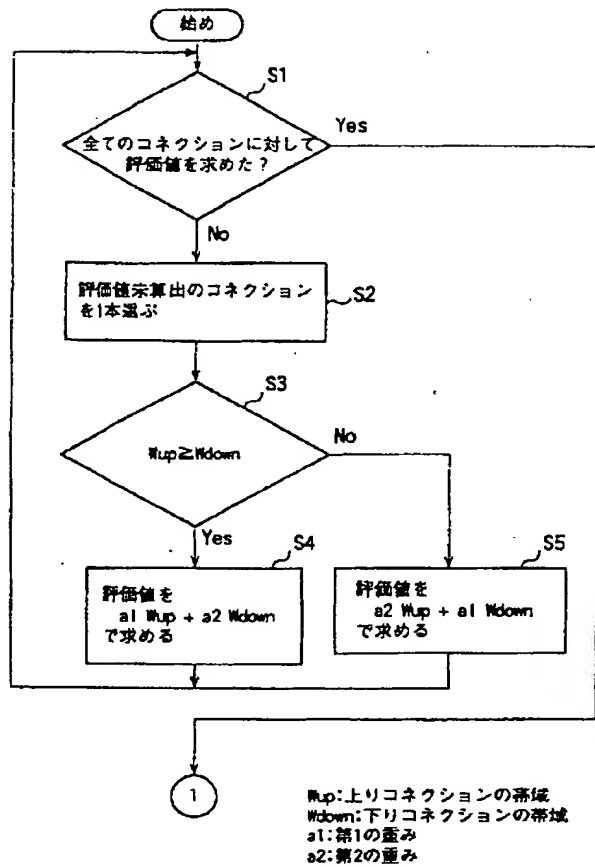 始め
S1
全てのコネクションに対して
評価値を求めた？
Yes
No
評価値未算出のコネクション
を1本選ぶ
S2
S3
Wup≧Wdown
No
Yes
S4
評価値を
a1 Wup + a2 Wdown
で求める
S5
評価値を
a2 Wup + a1 Wdown
で求める
1
Wup:上りコネクションの帯域
Wdown:下りコネクションの帯域
a1:第1の重み
a2:第2の重み